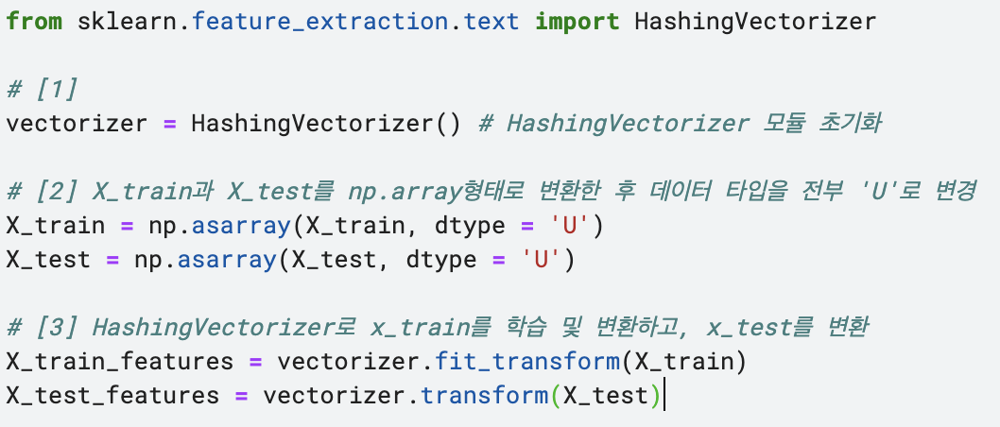 from sklearn.feature_extraction.text import HashingVectorizer
# [1]
vectorizer = HashingVectorizer() # HashingVectorizer 모듈 초기화
# [2] X_train과 X_test를 np.array형태로 변환한 후 데이터 타입을 전부 'U'로 변경
X_train = np.asarray(X_train, dtype = 'U')
X_test = np.asarray(X_test, dtype = 'U')
# [3] HashingVectorizer로 x_train를 학습 및 변환하고, x_test를 변환
X_train_features = vectorizer.fit_transform(X_train)
X_test_features = vectorizer.transform(X_test)